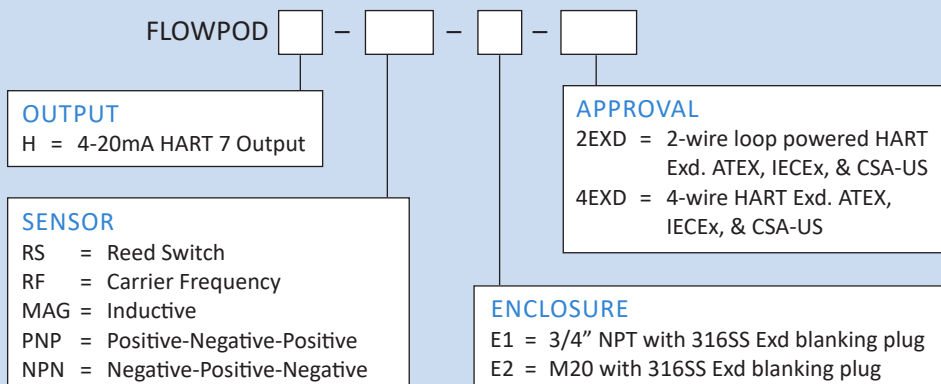 FLOWPOD – – –
OUTPUT
H = 4-20mA HART 7 Output
SENSOR
RS = Reed Switch
RF = Carrier Frequency
MAG = Inductive
PNP = Positive-Negative-Positive
NPN = Negative-Positive-Negative
APPROVAL
2EXD = 2-wire loop powered HART
Exd. ATEX, IECEx, & CSA-US
4EXD = 4-wire HART Exd. ATEX,
IECEx, & CSA-US
ENCLOSURE
E1 = 3/4” NPT with 316SS Exd blanking plug
E2 = M20 with 316SS Exd blanking plug